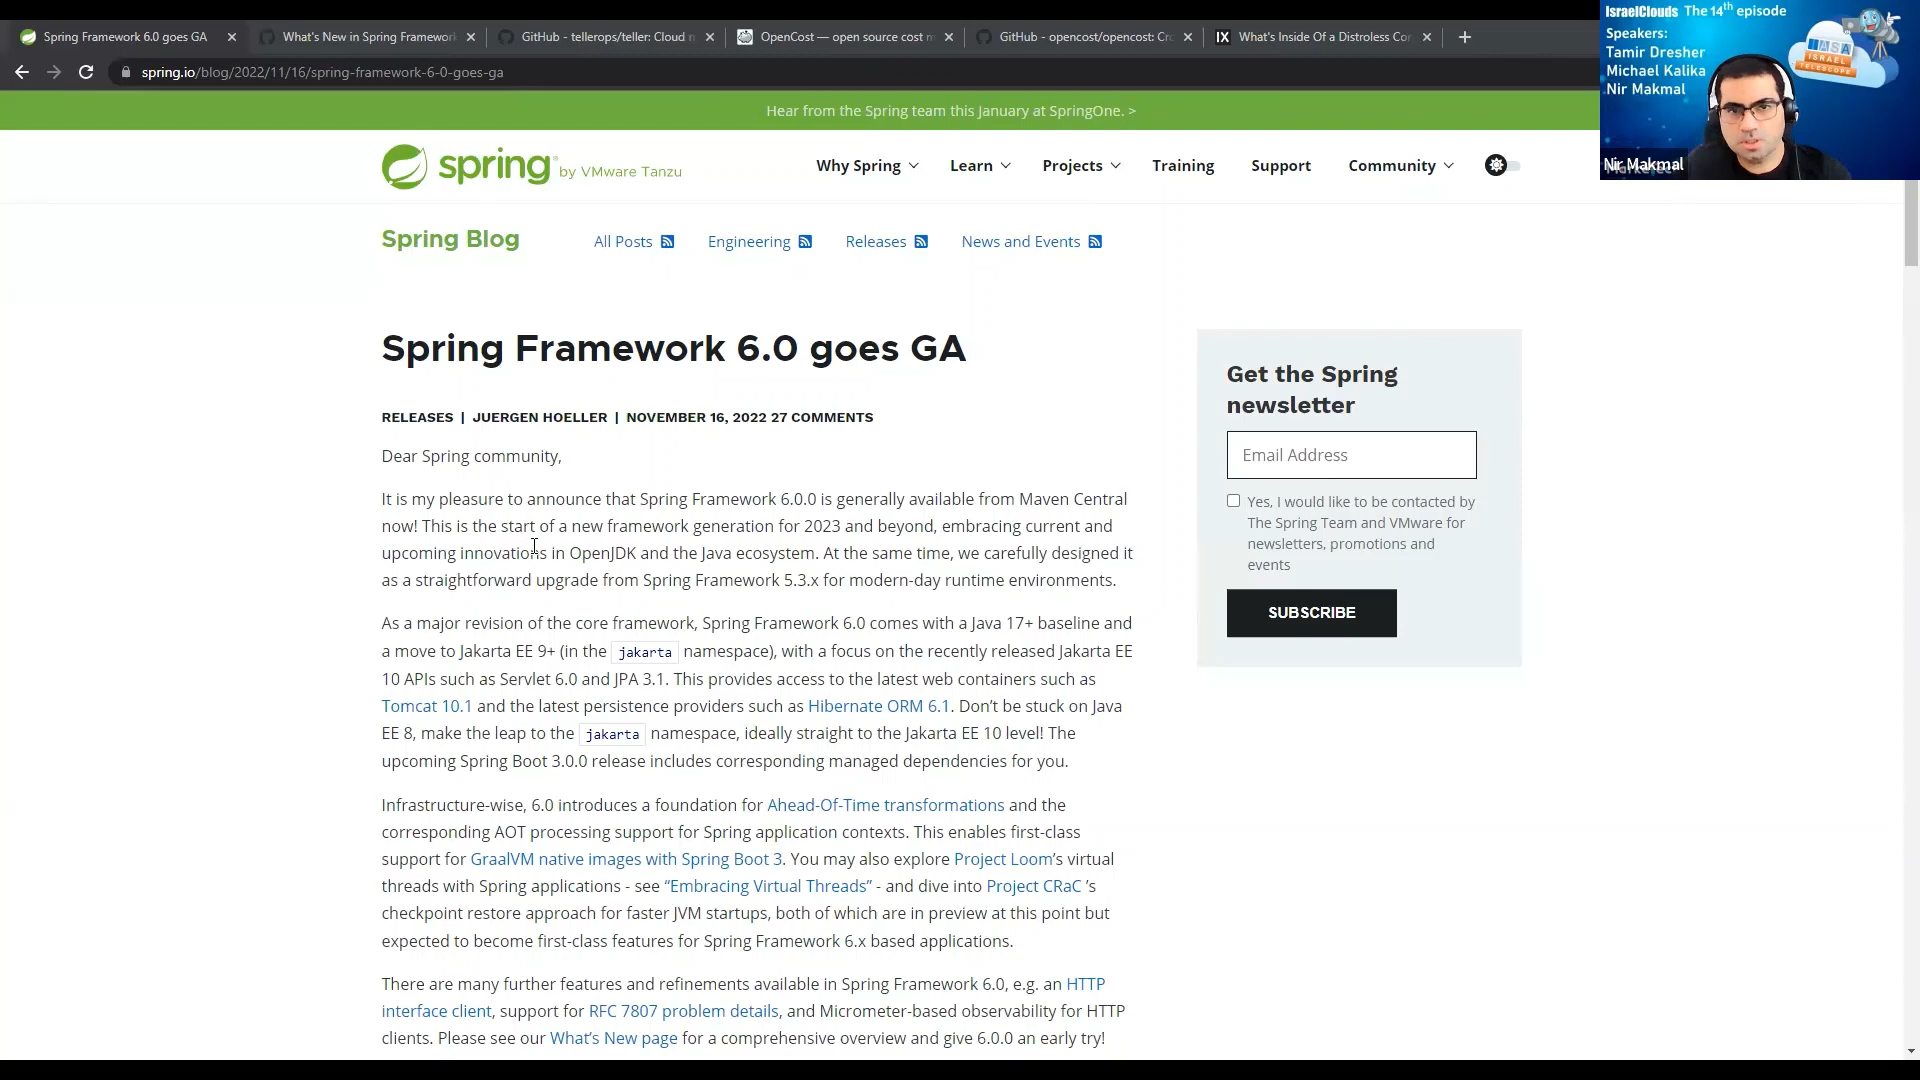 Spring Framework 6.0 goes GA
What's New in Spring Framework
GitHub - tellerops/teller: Cloud n
OpenCost — open source cost m
GitHub - opencost/opencost: Cro
What's Inside Of a Distroless Con
spring.io/blog/2022/11/16/spring-framework-6-0-goes-ga
IsraelClouds The 14th episode
Speakers:
Tamir Dresher
Michael Kalika
Nir Makmal
IASA
ISRAEL
Nir Makmal
Hear from the Spring team this January at SpringOne. >
spring by VMware Tanzu
Why Spring
Learn
Projects
Training
Support
Community
Spring Blog
All Posts
Engineering
Releases
News and Events
Spring Framework 6.0 goes GA
RELEASES | JUERGEN HOELLER | NOVEMBER 16, 2022 27 COMMENTS
Dear Spring community,
It is my pleasure to announce that Spring Framework 6.0.0 is generally available from Maven Central
now! This is the start of a new framework generation for 2023 and beyond, embracing current and
upcoming innovations in OpenJDK and the Java ecosystem. At the same time, we carefully designed it
as a straightforward upgrade from Spring Framework 5.3.x for modern-day runtime environments.
As a major revision of the core framework, Spring Framework 6.0 comes with a Java 17+ baseline and
a move to Jakarta EE 9+ (in the jakarta namespace), with a focus on the recently released Jakarta EE
10 APIs such as Servlet 6.0 and JPA 3.1. This provides access to the latest web containers such as
Tomcat 10.1 and the latest persistence providers such as Hibernate ORM 6.1. Don’t be stuck on Java
EE 8, make the leap to the jakarta namespace, ideally straight to the Jakarta EE 10 level! The
upcoming Spring Boot 3.0.0 release includes corresponding managed dependencies for you.
Infrastructure-wise, 6.0 introduces a foundation for Ahead-Of-Time transformations and the
corresponding AOT processing support for Spring application contexts. This enables first-class
support for GraalVM native images with Spring Boot 3. You may also explore Project Loom’s virtual
threads with Spring applications - see “Embracing Virtual Threads” - and dive into Project CRaC ’s
checkpoint restore approach for faster JVM startups, both of which are in preview at this point but
expected to become first-class features for Spring Framework 6.x based applications.
There are many further features and refinements available in Spring Framework 6.0, e.g. an HTTP
interface client, support for RFC 7807 problem details, and Micrometer-based observability for HTTP
clients. Please see our What’s New page for a comprehensive overview and give 6.0.0 an early try!
Get the Spring
newsletter
Email Address
Yes, I would like to be contacted by
The Spring Team and VMware for
newsletters, promotions and
events
SUBSCRIBE